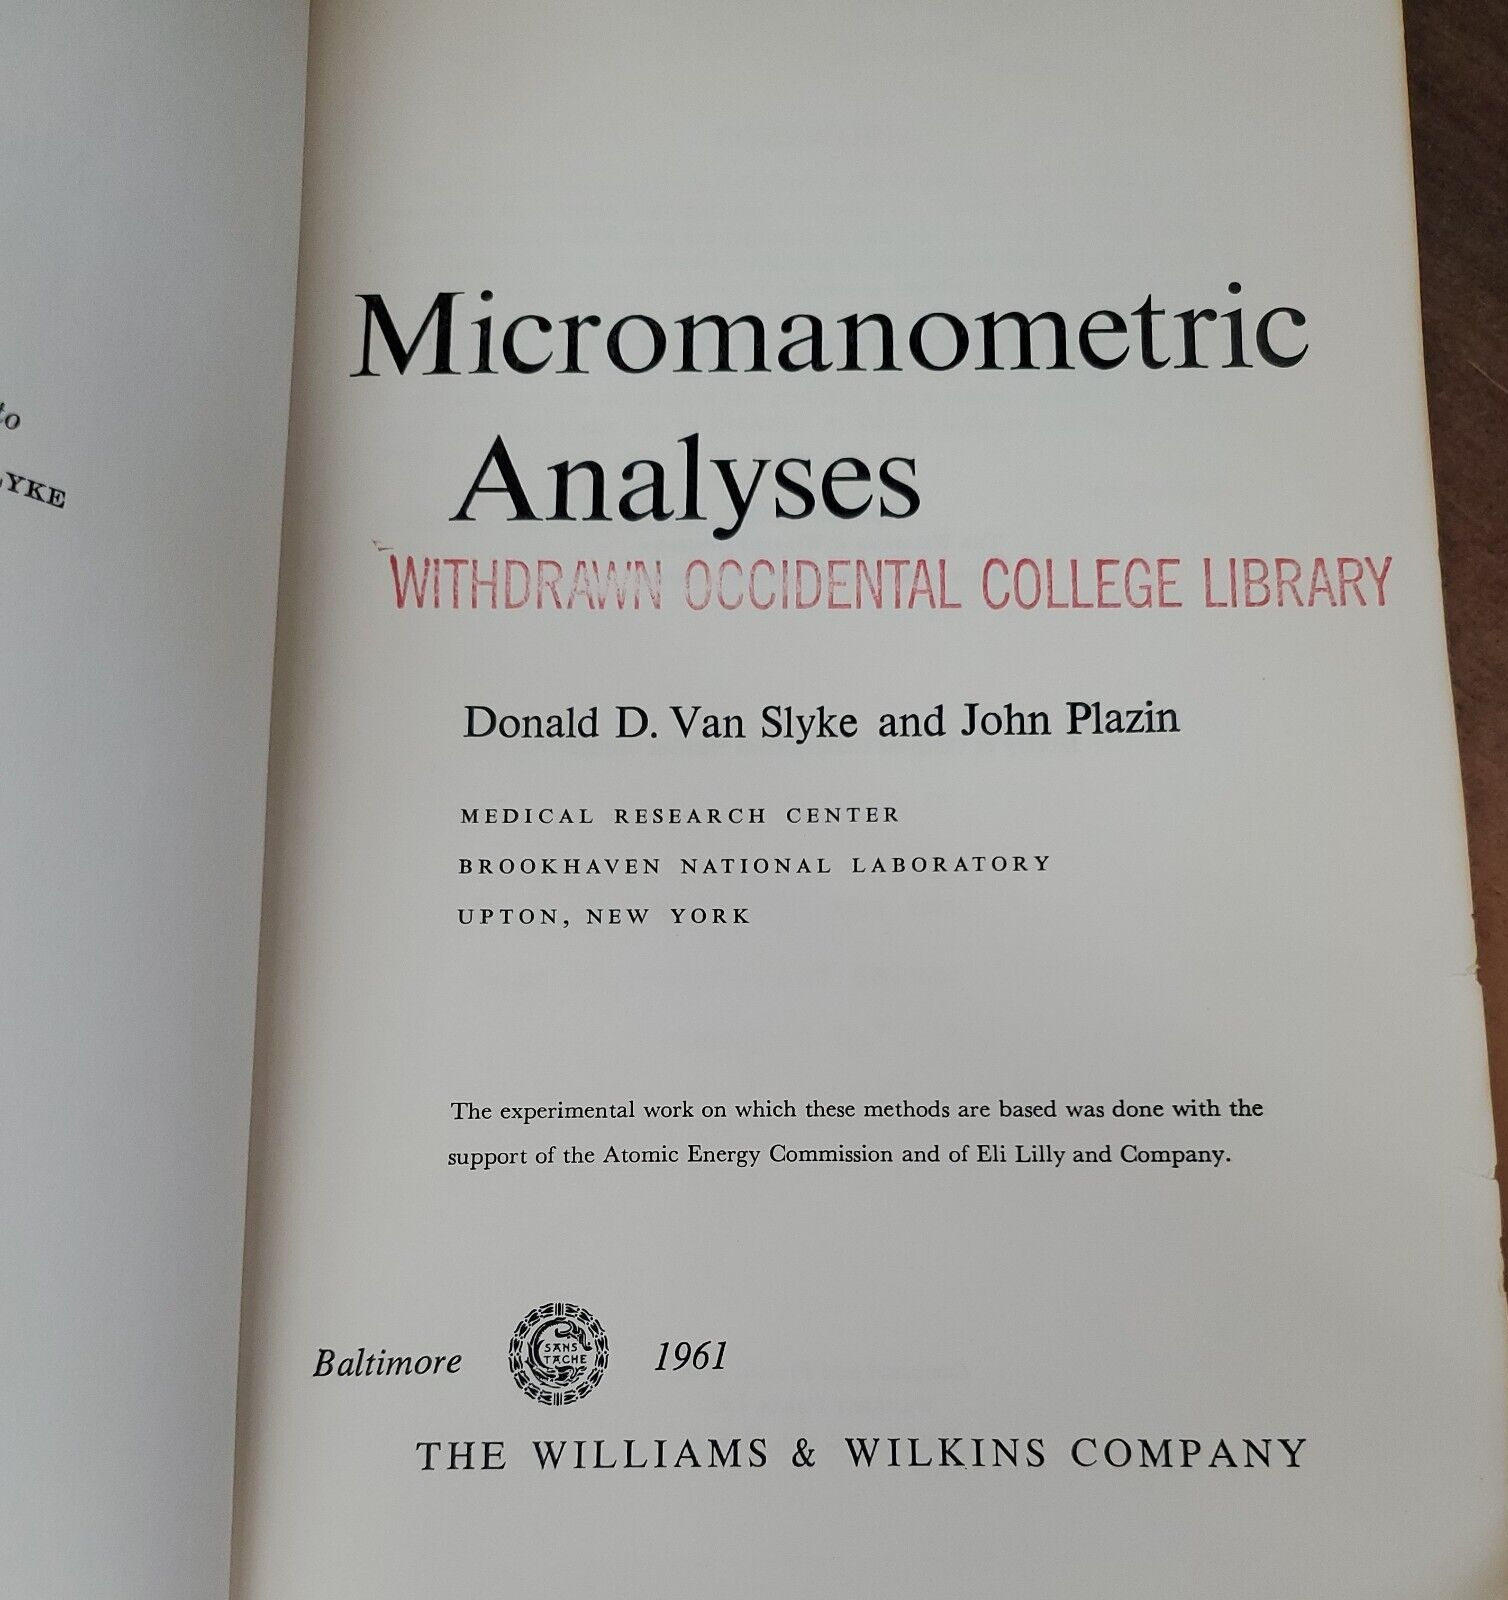 to
LYKE
Micromanometric
Analyses
WITHDRAWN OCCIDENTAL COLLEGE LIBRARY
Donald D. Van Slyke and John Plazin
MEDICAL RESEARCH CENTER
BROOKHAVEN NATIONAL LABORATORY
UPTON, NEW YORK
The experimental work on which these methods are based was done with the
support of the Atomic Energy Commission and of Eli Lilly and Company.
Baltimore
SANS
TACHE
1961
THE WILLIAMS & WILKINS COMPANY